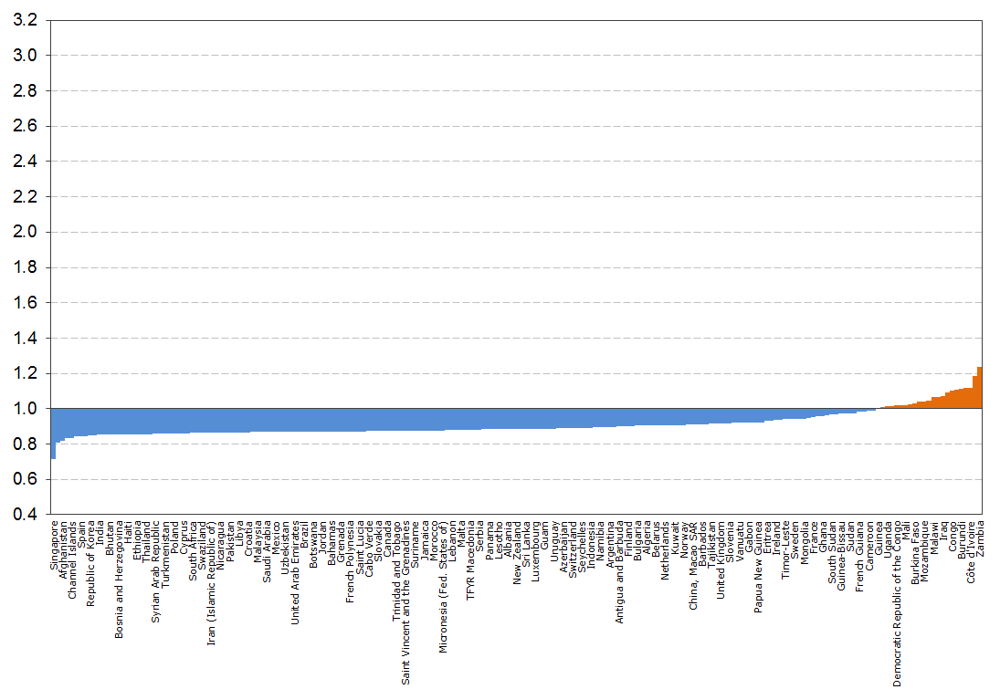 3.2
3.0
2.8
2.6
2.4
2.2
2.0
1.8
1.6
1.4
1.2
1.0
0.8
0.6
0.4
Singapore
Afghanistan
Channel Islands
Spain
Republic of Korea
India
Bhutan
Bosnia and Herzegovina
Haiti
Ethiopia
Thailand
Syrian Arab Republic
Turkmenistan
Poland
Cyprus
South Africa
Swaziland
Iran (Islamic Republic of)
Nicaragua
Pakistan
Libya
Croatia
Malaysia
Saudi Arabia
Mexico
Uzbekistan
United Arab Emirates
Brazil
Botswana
Jordan
Bahamas
Grenada
French Polynesia
Saint Lucia
Cabo Verde
Slovakia
Canada
Trinidad and Tobago
Saint Vincent and the Grenadines
Suriname
Jamaica
Morocco
Micronesia (Fed. States of)
Lebanon
Malta
TFYR Macedonia
Serbia
Panama
Lesotho
Albania
New Zealand
Sri Lanka
Luxembourg
Guam
Uruguay
Azerbaijan
Switzerland
Seychelles
Indonesia
Namibia
Argentina
Antigua and Barbuda
Finland
Bulgaria
Algeria
Belarus
Netherlands
Kuwait
Norway
China, Macao SAR
Barbados
Tajikistan
United Kingdom
Slovenia
Vanuatu
Gabon
Papua New Guinea
Eritrea
Ireland
Timor-Leste
Sweden
Mongolia
France
Ghana
South Sudan
Guinea-Bissau
Sudan
French Guiana
Cameroon
Guinea
Uganda
Democratic Republic of the Congo
Mali
Burkina Faso
Mozambique
Malawi
Iraq
Congo
Burundi
Côte d'Ivoire
Zambia